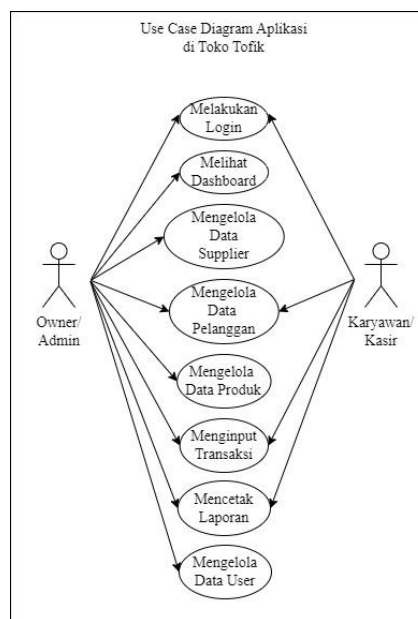 Use Case Diagram Aplikasi
di Toko Tofik
Melakukan
Login
Melihat
Dashboard
Mengelola
Data
Supplier
Owner/
Admin
Mengelola
Data
Pelanggan
Karyawan/
Kasir
Mengelola
Data Produk
Menginput
Transaksi
Mencetak
Laporan
Mengelola
Data User